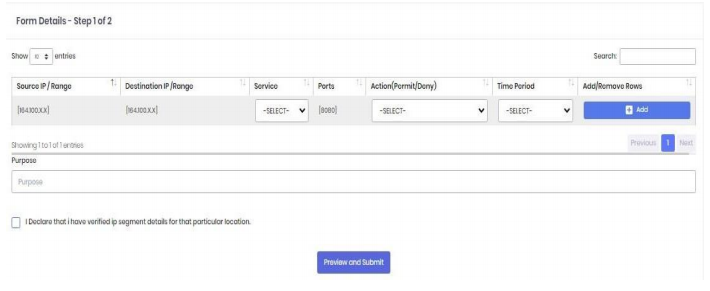 Form Details - Step 1 of 2
Show 10 entries
Search:
Source IP / Range Destination IP /Range Service Ports Action(Permit/Deny) Time Period Add/Remove Rows
[164.100.X.X] [164.100.X.X] -SELECT- [8080] -SELECT- -SELECT- Add
Showing 1 to 1 of 1 entries
Previous 1 Next
Purpose
Purpose
I Declare that i have verified ip segment details for that particular location.
Preview and Submit